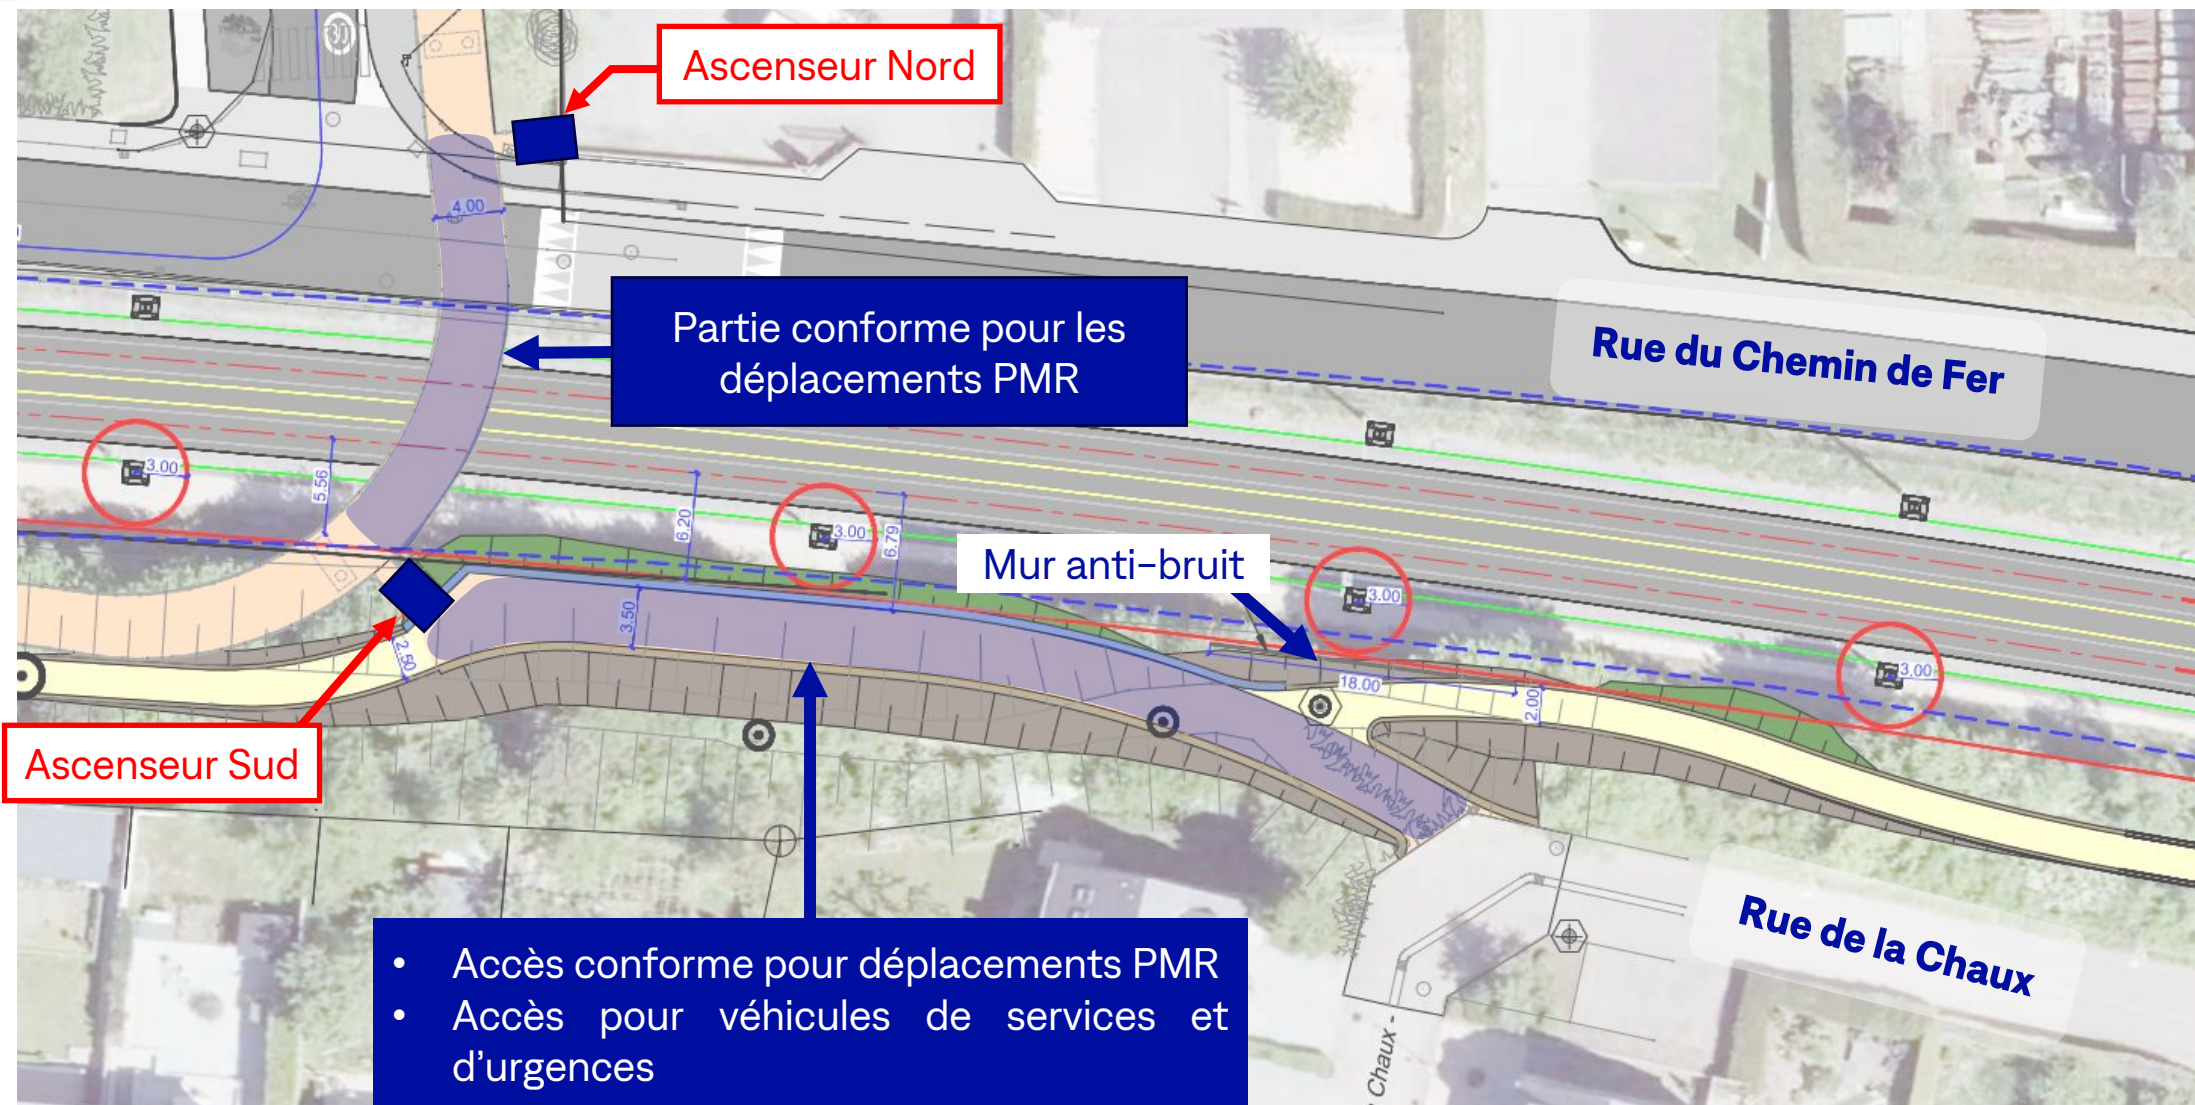 30
Ascenseur Nord
4.00
Partie conforme pour les
déplacements PMR
Rue du Chemin de Fer
3.00
5.56
6.20
3.00
6.79
Mur anti-bruit
3.00
3.50
2.50
18.00
2.00
3.00
Ascenseur Sud
Rue de la Chaux
• Accès conforme pour déplacements PMR
• Accès pour véhicules de services et
d'urgences
Chaux -